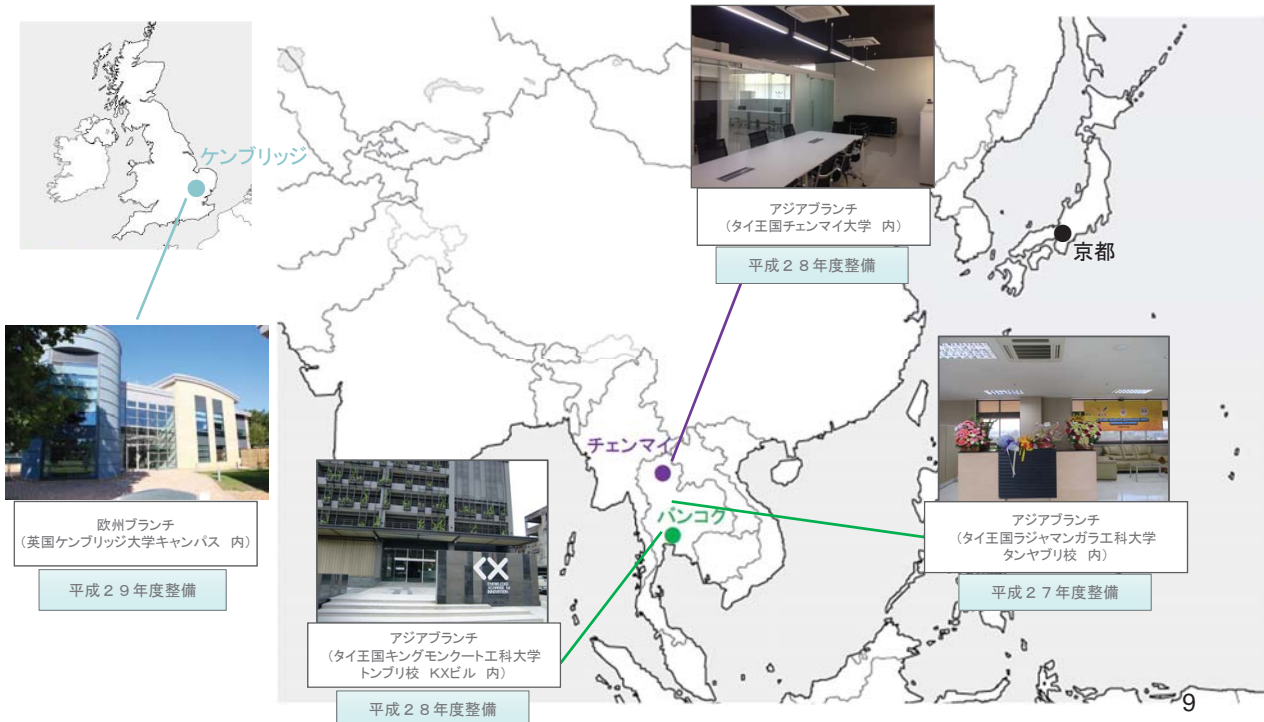 ケンブリッジ
欧州ブランチ
（英国ケンブリッジ大学キャンパス　内）
平成２９年度整備
アジアブランチ
（タイ王国チェンマイ大学　内）
平成２８年度整備
京都
チェンマイ
バンコク
KX
KNOWLEDGE
EXCHANGE for
INNOVATION
アジアブランチ
（タイ王国キングモンクート工科大学
トンブリ校　KXビル　内）
平成２８年度整備
アジアブランチ
（タイ王国ラジャマンガラ工科大学
タンヤブリ校　内）
平成２７年度整備
9